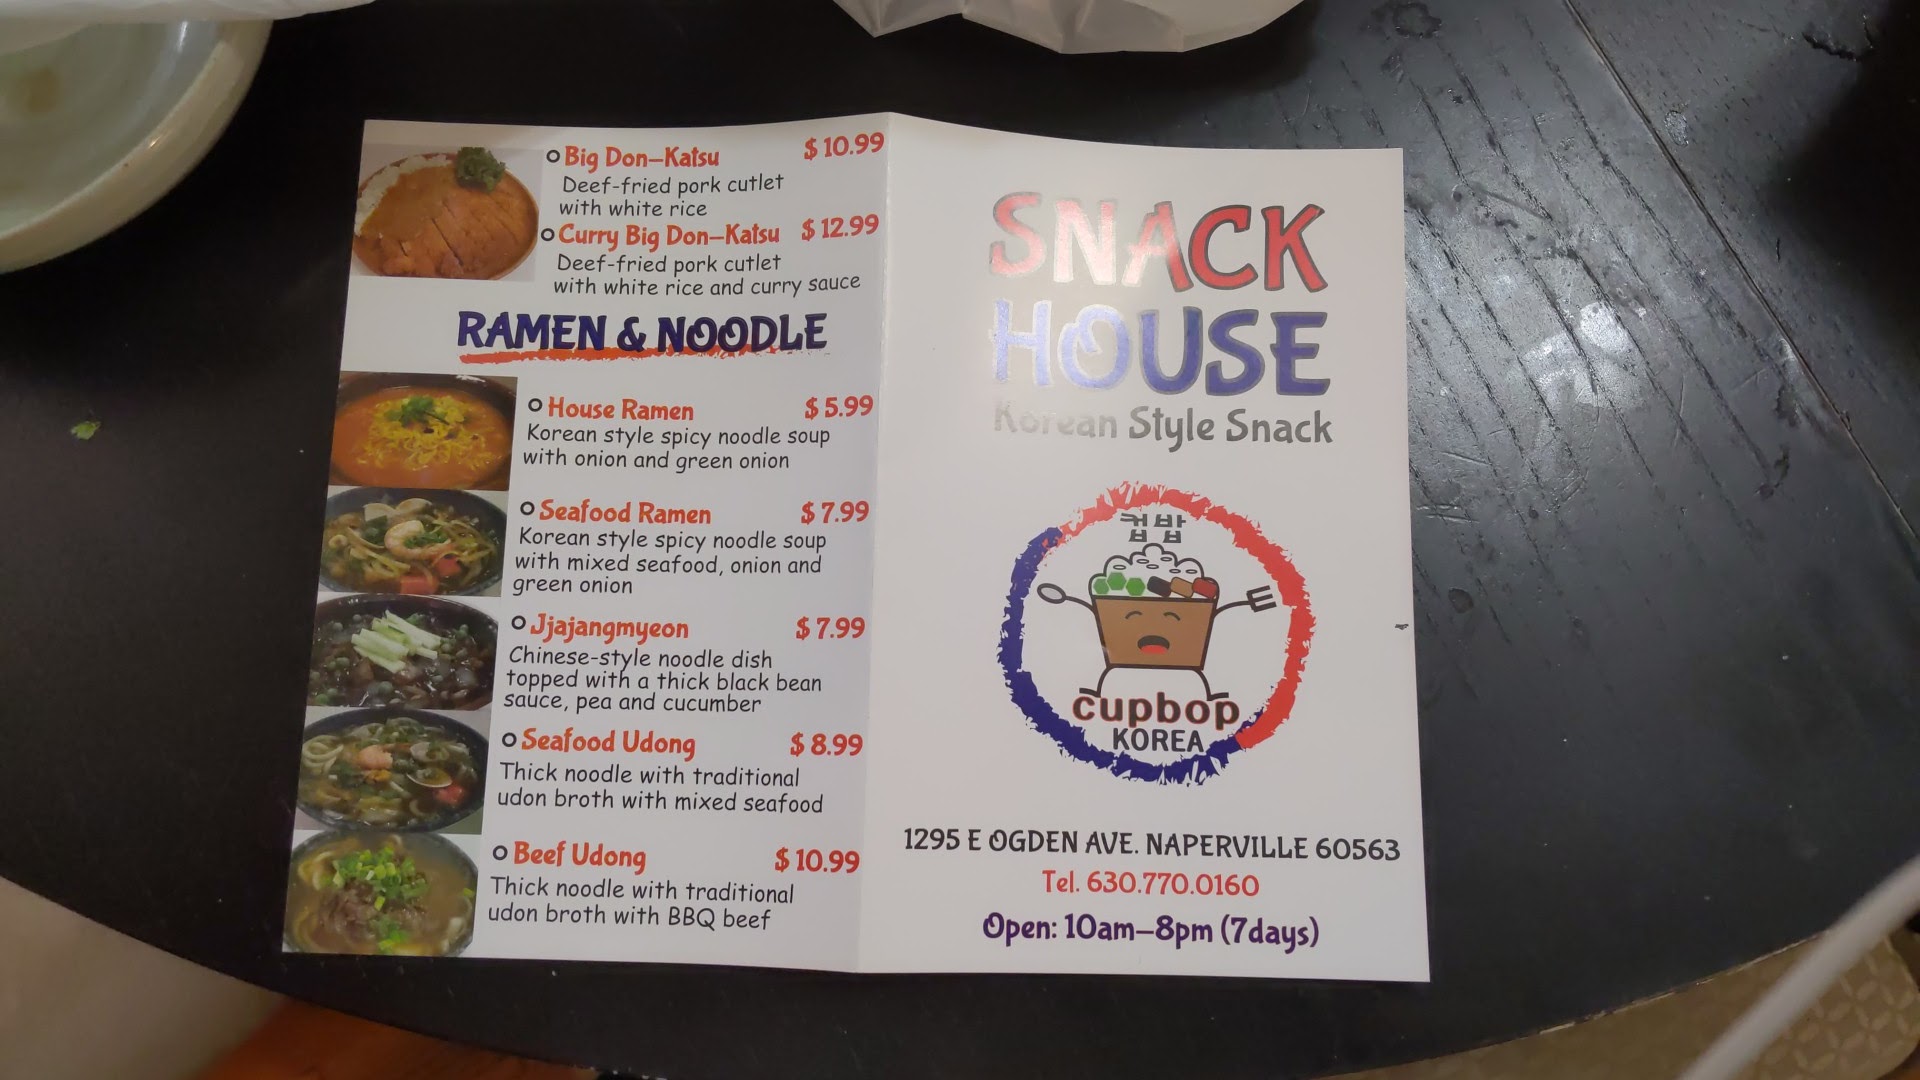 Big Don-Katsu $ 10.99
Deef-fried pork cutlet
with white rice
Curry Big Don-Katsu $ 12.99
Deef-fried pork cutlet
with white rice and curry sauce
RAMEN & NOODLE
House Ramen $ 5.99
Korean style spicy noodle soup
with onion and green onion
Seafood Ramen $ 7.99
Korean style spicy noodle soup
with mixed seafood, onion and
green onion
Jjajangmyeon $ 7.99
Chinese-style noodle dish
topped with a thick black bean
sauce, pea and cucumber
Seafood Udong $ 8.99
Thick noodle with traditional
udon broth with mixed seafood
Beef Udong $ 10.99
Thick noodle with traditional
udon broth with BBQ beef
SNACK
HOUSE
Korean Style Snack
컵밥
cupbop
KOREA
1295 E OGDEN AVE. NAPERVILLE 60563
Tel. 630.770.0160
Open: 10am-8pm (7days)